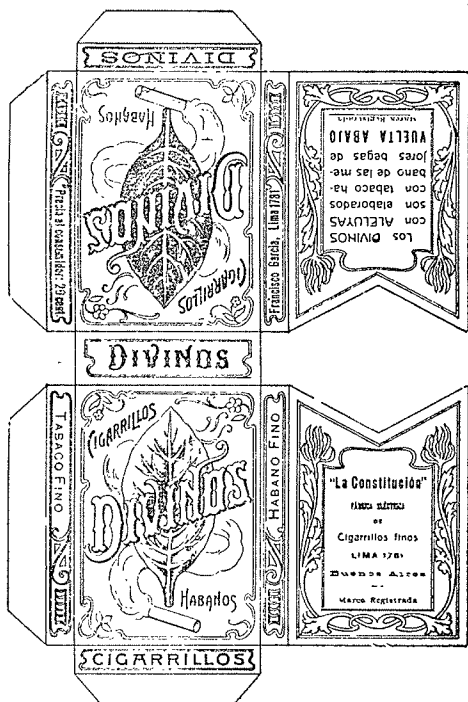 DIVINOS
HABANOS
DIVINOS
CIGARRILLOS
Precio al consumidor: 20 cent.
Francisco García, Lima 1781
Los DIVINOS
con ALELUYAS
son elaborados
con tabaco ha-
bano de las me-
jores begas de
VUELTA ABAJO
Marca Registrada
DIVINOS
TABACO FINO
CIGARRILLOS
DIVINOS
HABANOS
HABANO FINO
"La Constitución"
FÁBRICA ELÉCTRICA
DE
Cigarrillos finos
LIMA 1781
Buenos Aires
Marca Registrada
CIGARRILLOS